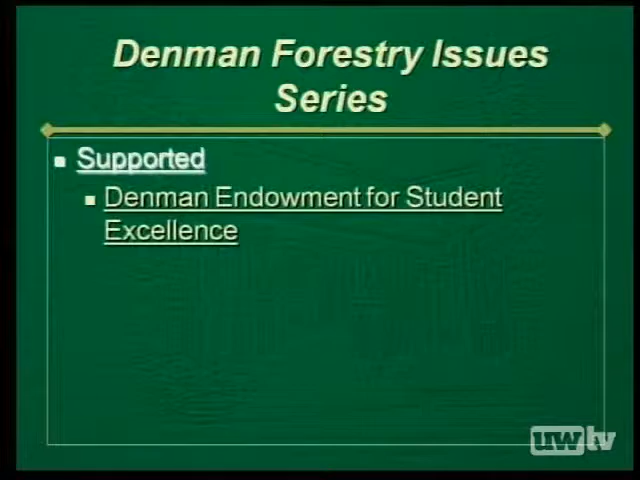 Denman Forestry Issues
Series
Supported
Denman Endowment for Student
Excellence
uwtv